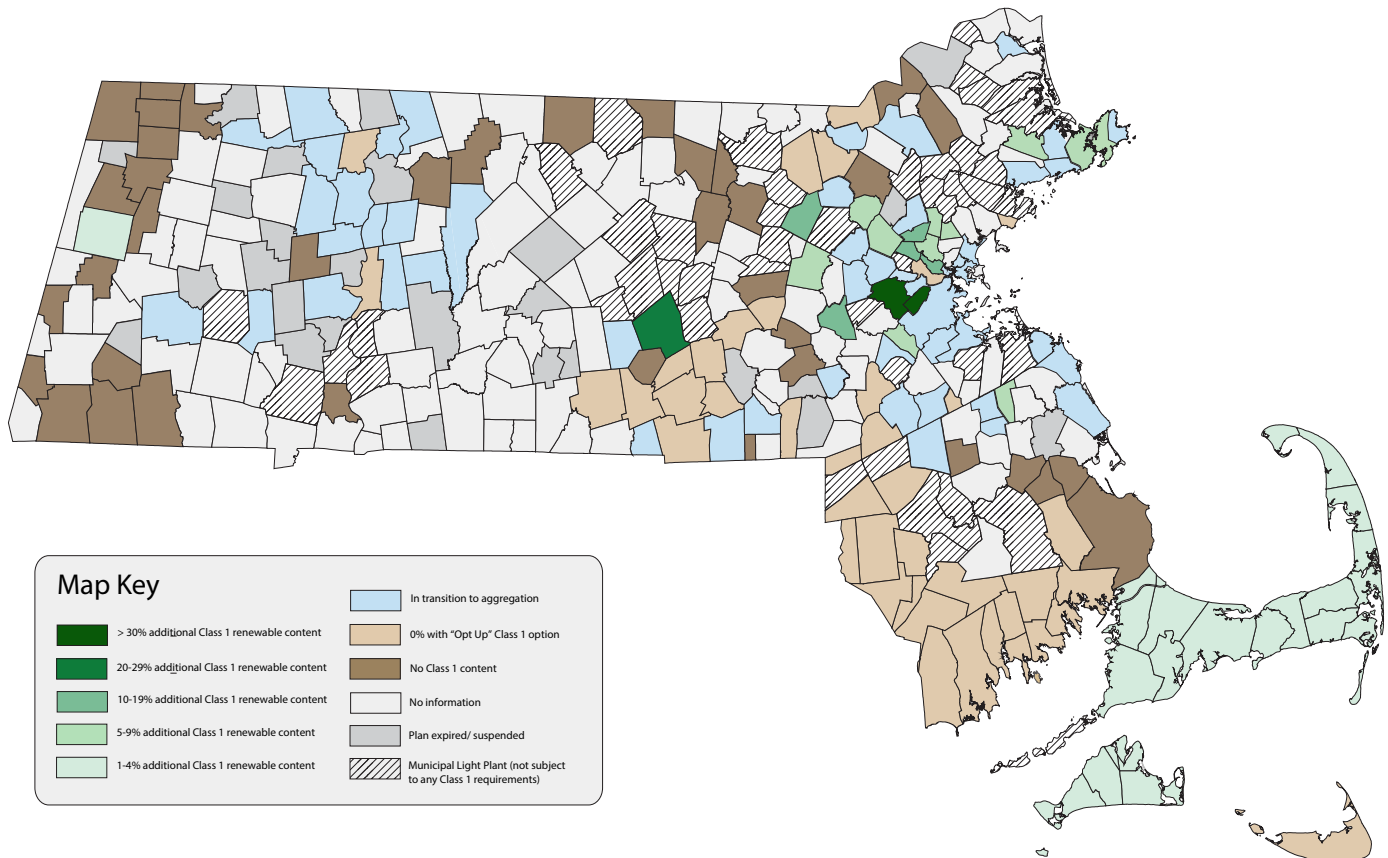 Map Key
> 30% additional Class 1 renewable content
20-29% additional Class 1 renewable content
10-19% additional Class 1 renewable content
5-9% additional Class 1 renewable content
1-4% additional Class 1 renewable content
In transition to aggregation
0% with “Opt Up” Class 1 option
No Class 1 content
No information
Plan expired/ suspended
Municipal Light Plant (not subject
to any Class 1 requirements)